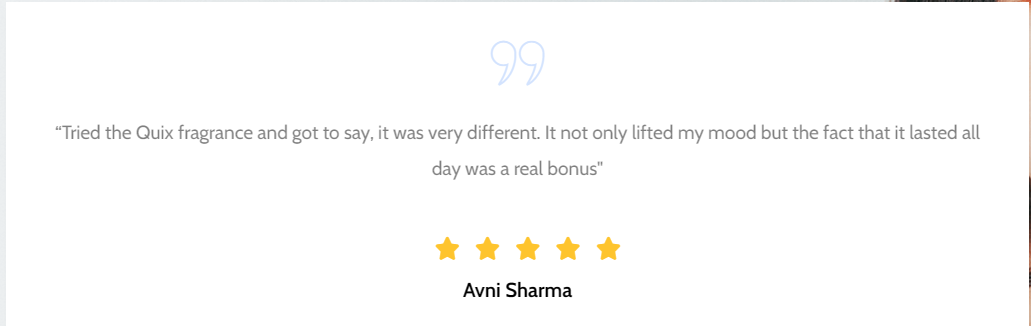 “Tried the Quix fragrance and got to say, it was very different. It not only lifted my mood but the fact that it lasted all
day was a real bonus"
Avni Sharma